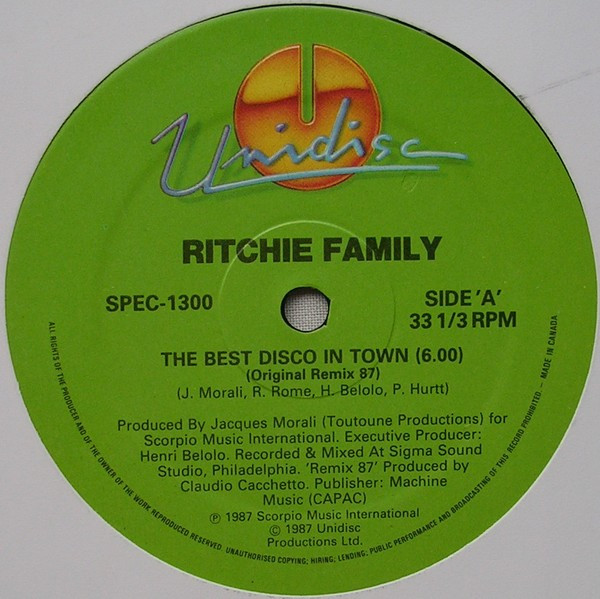 Unidisc
RITCHIE FAMILY
SPEC-1300
SIDE 'A'
33 1/3 RPM
THE BEST DISCO IN TOWN (6.00)
(Original Remix 87)
(J. Morali, R. Rome, H. Belolo, P. Hurtt)
Produced By Jacques Morali (Toutoune Productions) for
Scorpio Music International. Executive Producer:
Henri Belolo. Recorded & Mixed At Sigma Sound
Studio, Philadelphia. 'Remix 87' Produced by
Claudio Cacchetto. Publisher: Machine
Music (CAPAC)
℗ 1987 Scorpio Music International
© 1987 Unidisc
Productions Ltd.
ALL RIGHTS OF THE PRODUCER AND OF THE OWNER OF THE WORK REPRODUCED RESERVED. UNAUTHORISED COPYING; HIRING; LENDING; PUBLIC PERFORMANCE AND BROADCASTING OF THIS RECORD PROHIBITED. — MADE IN CANADA